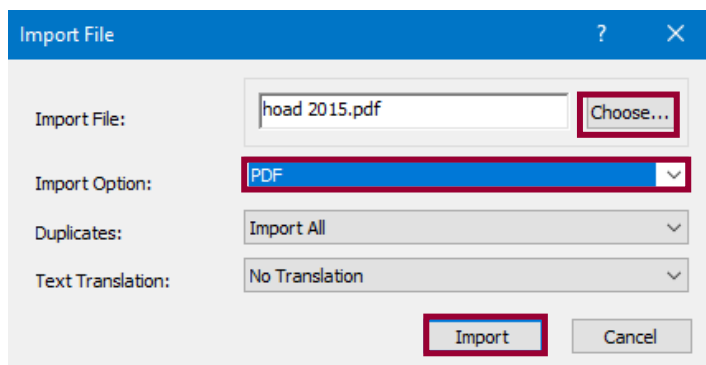 Import File ?
Import File: hoad 2015.pdf Choose...
Import Option: PDF
Duplicates: Import All
Text Translation: No Translation
Import Cancel